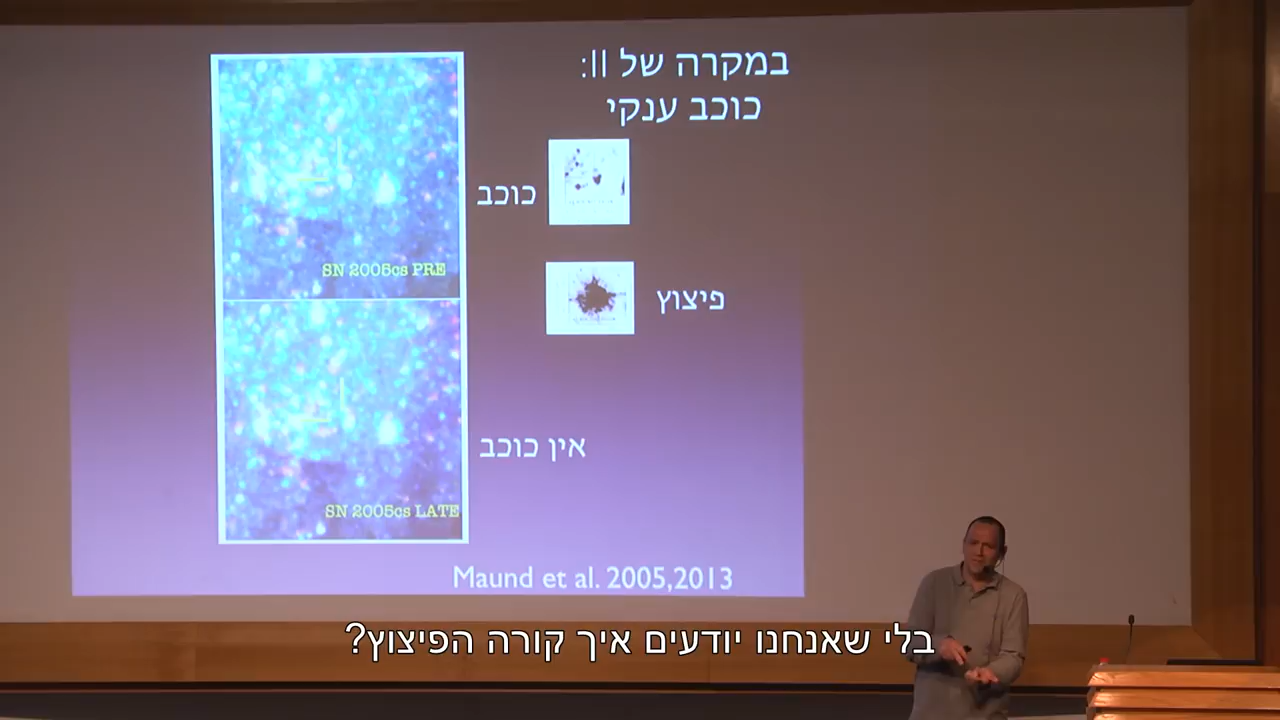 במקרה של II:
כוכב ענקי
כוכב
SN 2005cs PRE
פיצוץ
אין כוכב
SN 2005cs LATE
Maund et al. 2005,2013
בלי שאנחנו יודעים איך קורה הפיצוץ?